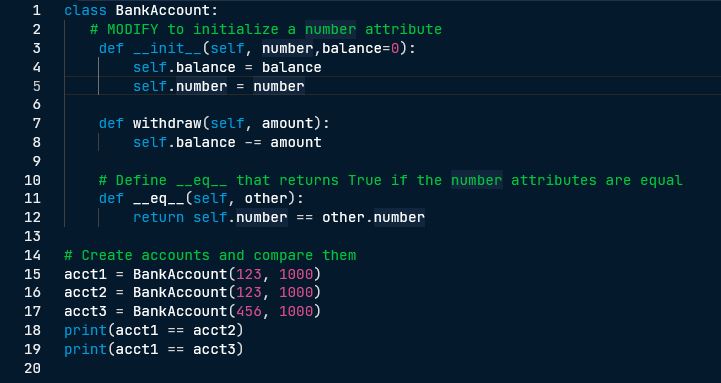 1 class BankAccount:
2 # MODIFY to initialize a number attribute
3 def __init__(self, number,balance=0):
4 self.balance = balance
5 self.number = number
6
7 def withdraw(self, amount):
8 self.balance -= amount
9
10 # Define __eq__ that returns True if the number attributes are equal
11 def __eq__(self, other):
12 return self.number == other.number
13
14 # Create accounts and compare them
15 acct1 = BankAccount(123, 1000)
16 acct2 = BankAccount(123, 1000)
17 acct3 = BankAccount(456, 1000)
18 print(acct1 == acct2)
19 print(acct1 == acct3)
20